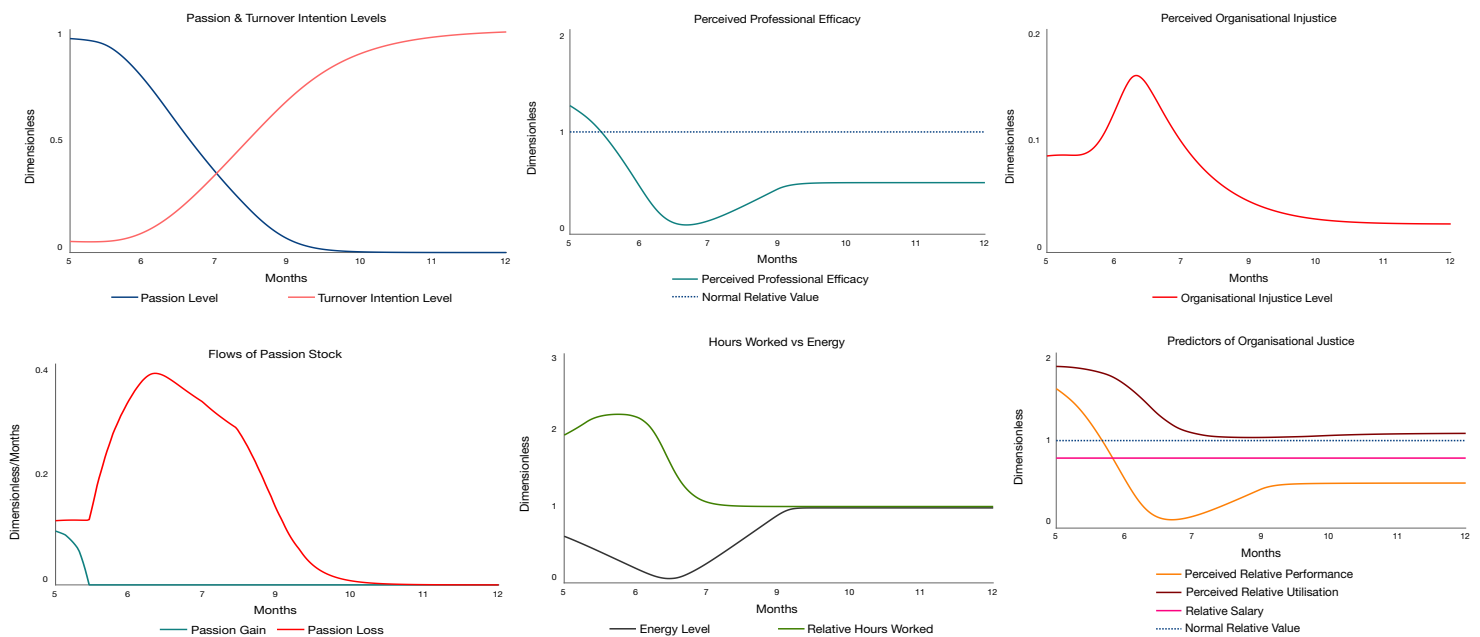 Passion & Turnover Intention Levels
1
0.5
0
Dimensionless
5 6 7 9 10 11 12
Months
Passion Level Turnover Intention Level
Perceived Professional Efficacy
2
1
0
Dimensionless
5 6 7 9 10 11 12
Months
Perceived Professional Efficacy
Normal Relative Value
Perceived Organisational Injustice
0.2
0.1
0
Dimensionless
5 6 7 9 10 11 12
Months
Organisational Injustice Level
Flows of Passion Stock
0.4
0.2
0
Dimensionless/Months
5 6 7 9 10 11 12
Months
Passion Gain Passion Loss
Hours Worked vs Energy
3
2
1
0
Dimensionless
5 6 7 9 10 11 12
Months
Energy Level Relative Hours Worked
Predictors of Organisational Justice
2
1
0
Dimensionless
5 6 7 9 10 11 12
Months
Perceived Relative Performance
Perceived Relative Utilisation
Relative Salary
Normal Relative Value